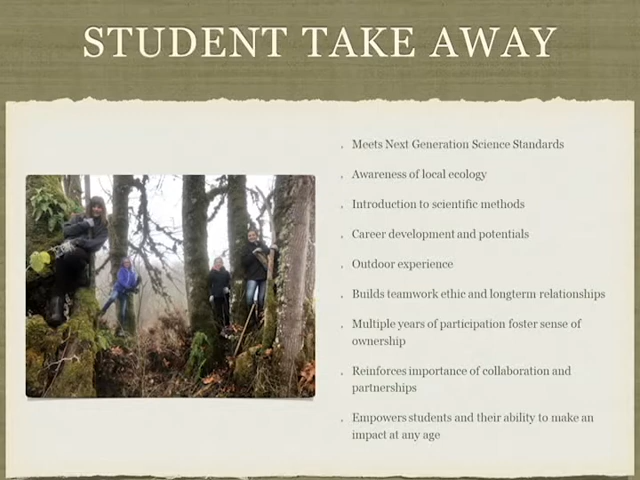 STUDENT TAKE AWAY
Meets Next Generation Science Standards
Awareness of local ecology
Introduction to scientific methods
Career development and potentials
Outdoor experience
Builds teamwork ethic and longterm relationships
Multiple years of participation foster sense of
ownership
Reinforces importance of collaboration and
partnerships
Empowers students and their ability to make an
impact at any age